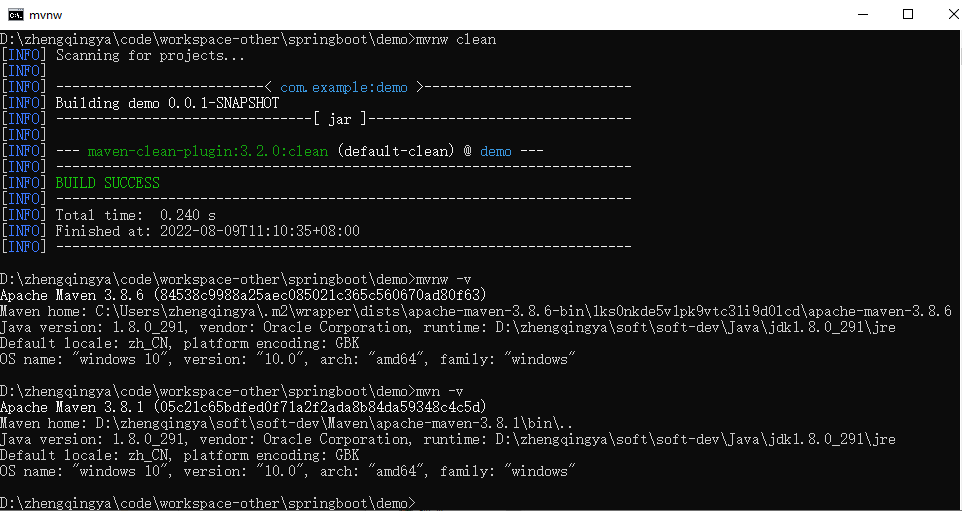 mvnw
D:\zhengqingya\code\workspace-other\springboot\demo>mvnw clean
[INFO] Scanning for projects...
[INFO]
[INFO] --------------------------< com.example:demo >--------------------------
[INFO] Building demo 0.0.1-SNAPSHOT
[INFO] --------------------------------[ jar ]---------------------------------
[INFO]
[INFO] --- maven-clean-plugin:3.2.0:clean (default-clean) @ demo ---
[INFO] ------------------------------------------------------------------------
[INFO] BUILD SUCCESS
[INFO] ------------------------------------------------------------------------
[INFO] Total time:  0.240 s
[INFO] Finished at: 2022-08-09T11:10:35+08:00
[INFO] ------------------------------------------------------------------------
D:\zhengqingya\code\workspace-other\springboot\demo>mvnw -v
Apache Maven 3.8.6 (84538c9988a25aec085021c365c560670ad80f63)
Maven home: C:\Users\zhengqingya\.m2\wrapper\dists\apache-maven-3.8.6-bin\1ks0nkde5v1pk9vtc31i9d0lcd\apache-maven-3.8.6
Java version: 1.8.0_291, vendor: Oracle Corporation, runtime: D:\zhengqingya\soft\soft-dev\Java\jdk1.8.0_291\jre
Default locale: zh_CN, platform encoding: GBK
OS name: "windows 10", version: "10.0", arch: "amd64", family: "windows"
D:\zhengqingya\code\workspace-other\springboot\demo>mvn -v
Apache Maven 3.8.1 (05c21c65bdfed0f71a2f2ada8b84da59348c4c5d)
Maven home: D:\zhengqingya\soft\soft-dev\Maven\apache-maven-3.8.1\bin\..
Java version: 1.8.0_291, vendor: Oracle Corporation, runtime: D:\zhengqingya\soft\soft-dev\Java\jdk1.8.0_291\jre
Default locale: zh_CN, platform encoding: GBK
OS name: "windows 10", version: "10.0", arch: "amd64", family: "windows"
D:\zhengqingya\code\workspace-other\springboot\demo>